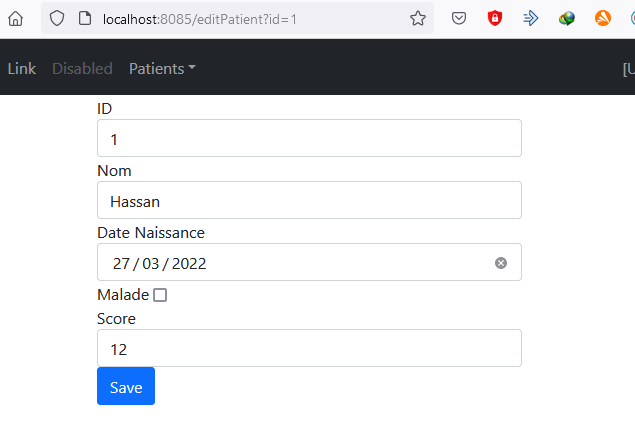 localhost:8085/editPatient?id=1
Link Disabled Patients [U
ID
1
Nom
Hassan
Date Naissance
27 / 03 / 2022
Malade
Score
12
Save